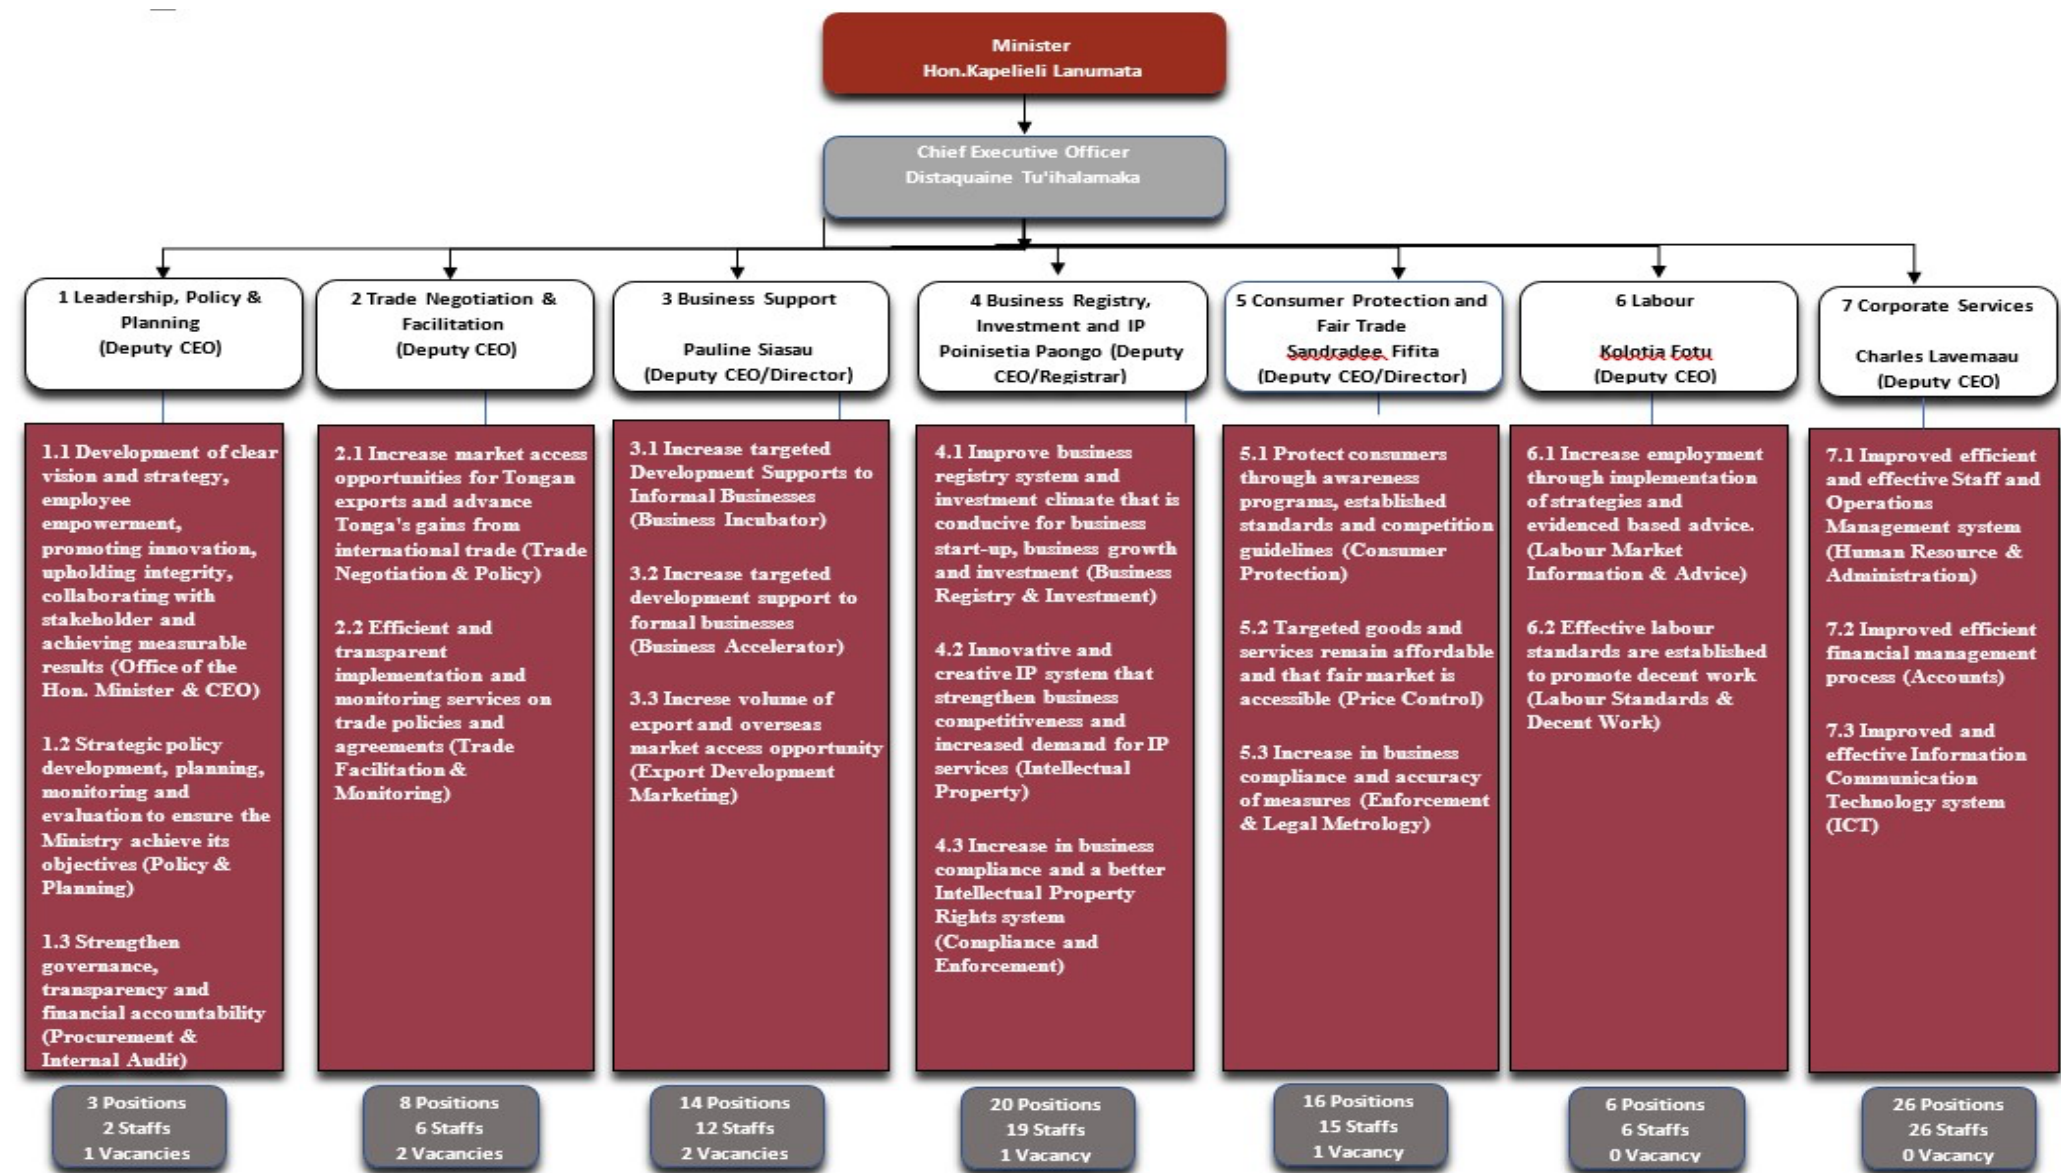 Minister
Hon.Kapelieli Lanumata
Chief Executive Officer
Distaquaine Tu'ihalamaka
1 Leadership, Policy &
Planning
(Deputy CEO)
2 Trade Negotiation &
Facilitation
(Deputy CEO)
3 Business Support
Pauline Siasau
(Deputy CEO/Director)
4 Business Registry,
Investment and IP
Poinisetia Paongo (Deputy
CEO/Registrar)
5 Consumer Protection and
Fair Trade
Sandradee Fifita
(Deputy CEO/Director)
6 Labour
Kolotia Fotu
(Deputy CEO)
7 Corporate Services
Charles Lavemaau
(Deputy CEO)
1.1 Development of clear
vision and strategy,
employee
empowerment,
promoting innovation,
upholding integrity,
collaborating with
stakeholder and
achieving measurable
results (Office of the
Hon. Minister & CEO)
1.2 Strategic policy
development, planning,
monitoring and
evaluation to ensure the
Ministry achieve its
objectives (Policy &
Planning)
1.3 Strengthen
governance,
transparency and
financial accountability
(Procurement &
Internal Audit)
2.1 Increase market access
opportunities for Tongan
exports and advance
Tonga's gains from
international trade (Trade
Negotiation & Policy)
2.2 Efficient and
transparent
implementation and
monitoring services on
trade policies and
agreements (Trade
Facilitation &
Monitoring)
3.1 Increase targeted
Development Supports to
Informal Businesses
(Business Incubator)
3.2 Increase targeted
development support to
formal businesses
(Business Accelerator)
3.3 Increse volume of
export and overseas
market access opportunity
(Export Development
Marketing)
4.1 Improve business
registry system and
investment climate that is
conducive for business
start-up, business growth
and investment (Business
Registry & Investment)
4.2 Innovative and
creative IP system that
strengthen business
competitiveness and
increased demand for IP
services (Intellectual
Property)
4.3 Increase in business
compliance and a better
Intellectual Property
Rights system
(Compliance and
Enforcement)
5.1 Protect consumers
through awareness
programs, established
standards and competition
guidelines (Consumer
Protection)
5.2 Targeted goods and
services remain affordable
and that fair market is
accessible (Price Control)
5.3 Increase in business
compliance and accuracy
of measures (Enforcement
& Legal Metrology)
6.1 Increase employment
through implementation
of strategies and
evidenced based advice.
(Labour Market
Information & Advice)
6.2 Effective labour
standards are established
to promote decent work
(Labour Standards &
Decent Work)
7.1 Improved efficient
and effective Staff and
Operations
Management system
(Human Resource &
Administration)
7.2 Improved efficient
financial management
process (Accounts)
7.3 Improved and
effective Information
Communication
Technology system
(ICT)
3 Positions
2 Staffs
1 Vacancies
8 Positions
6 Staffs
2 Vacancies
14 Positions
12 Staffs
2 Vacancies
20 Positions
19 Staffs
1 Vacancy
16 Positions
15 Staffs
1 Vacancy
6 Positions
6 Staffs
0 Vacancy
26 Positions
26 Staffs
0 Vacancy